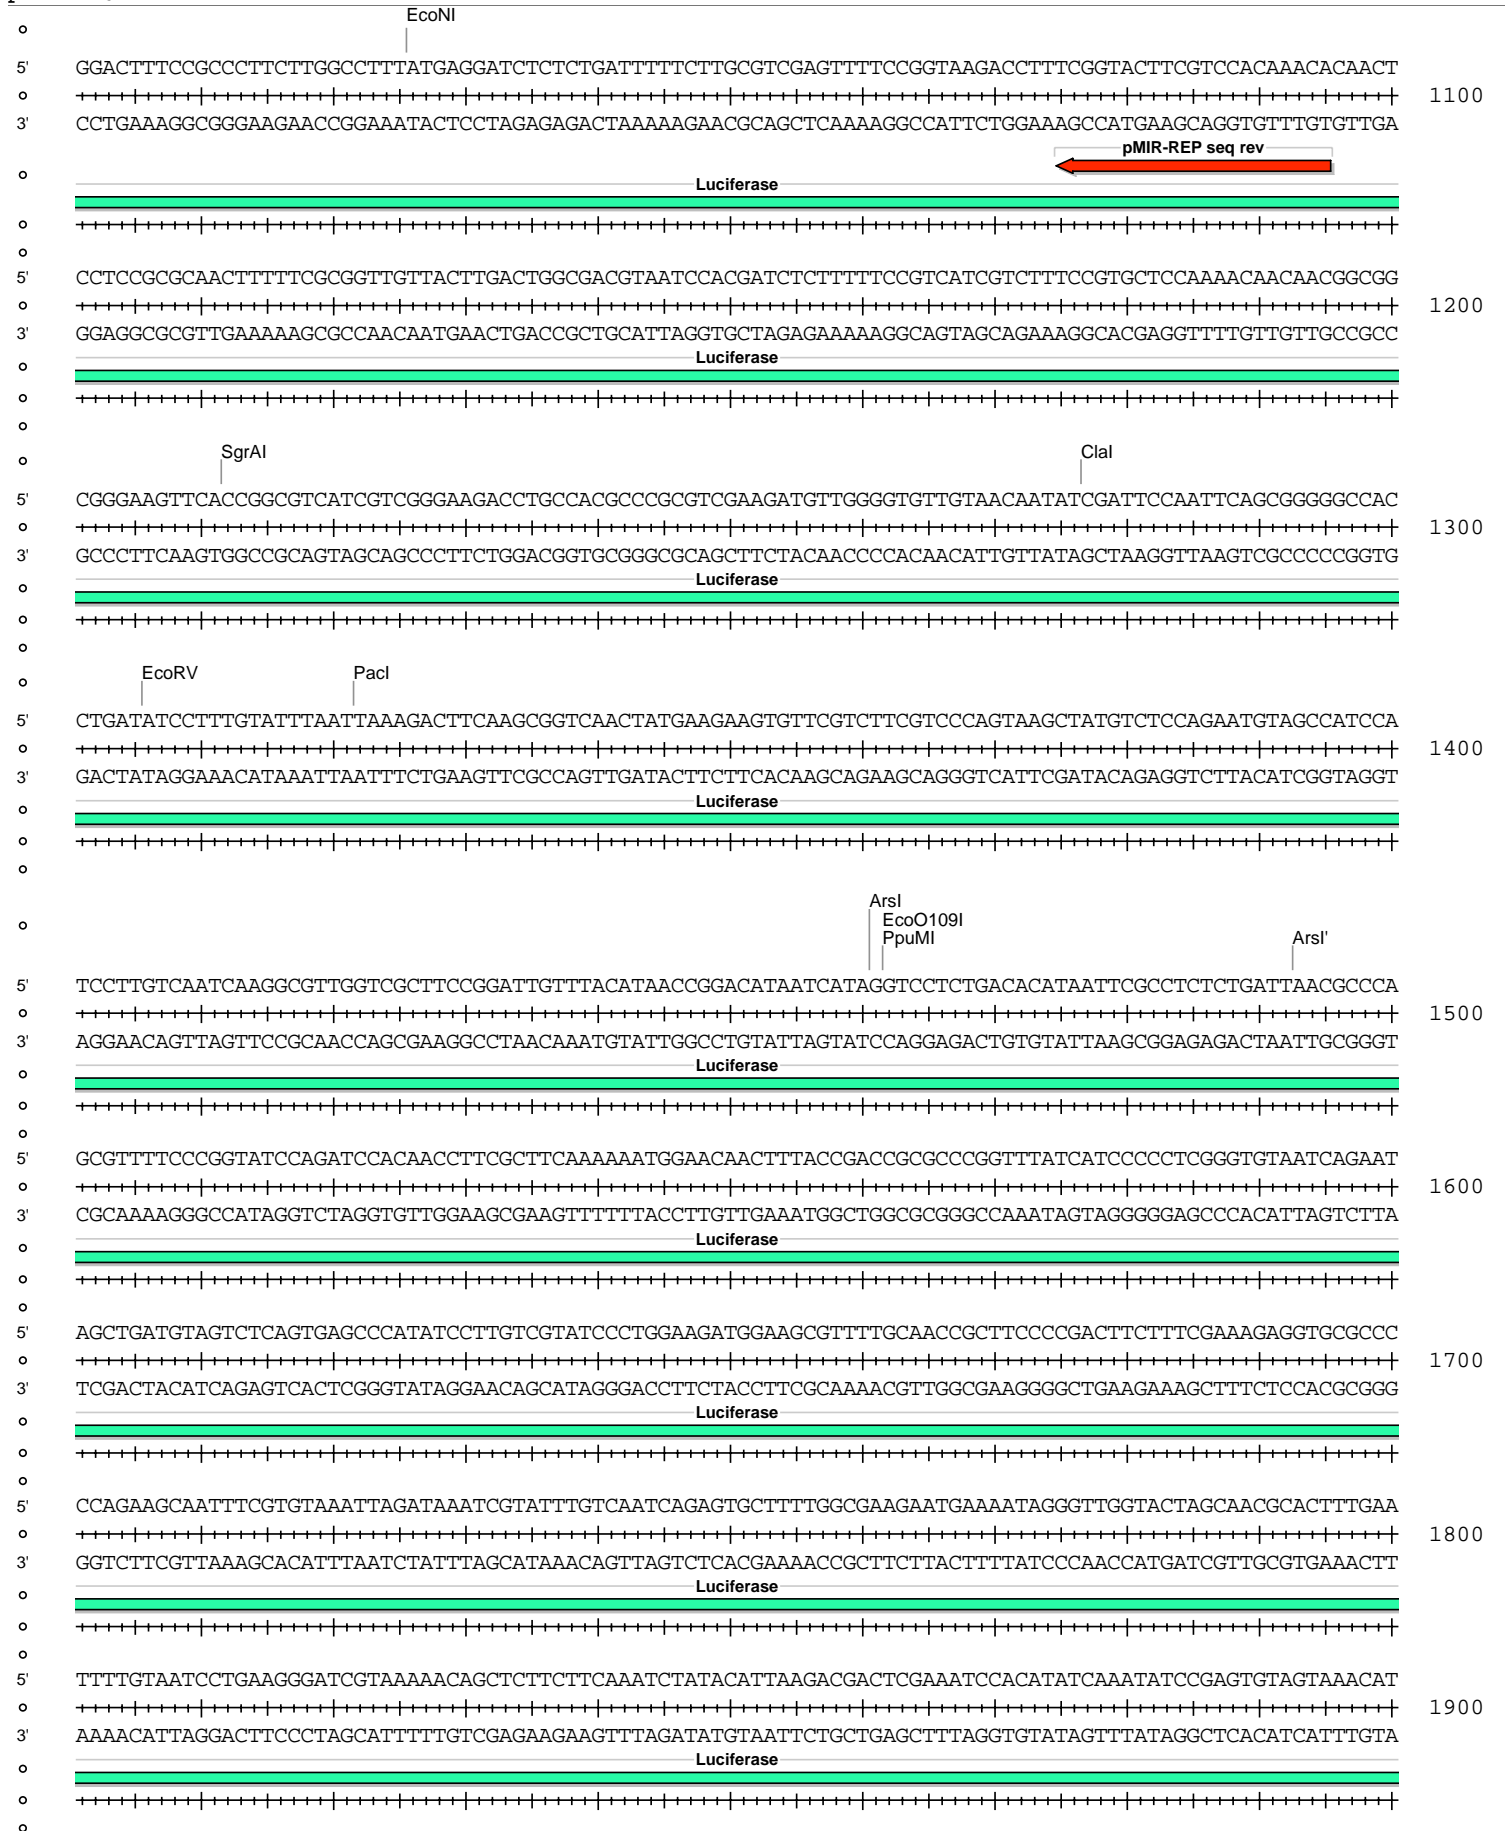 EcoNI
5' GGACTTTCCGCCCTTCTTGGCCTTTATGAGGATCTCTCTGATTTTTCTTGCGTCGAGTTTTCCGGTAAGACCTTTCGGTACTTCGTCCACAAACACAACT
1100
3' CCTGAAAGGCGGGAAGAACCGGAAATACTCCTAGAGAGACTAAAAAGAACGCAGCTCAAAAGGCCATTCTGGAAAGCCATGAAGCAGGTGTTTGTGTTGA
pMIR-REP seq rev
Luciferase
5' CCTCCGCGCAACTTTTTCGCGGTTGTTACTTGACTGGCGACGTAATCCACGATCTCTTTTTCCGTCATCGTCTTTCCGTGCTCCAAAACAACAACGGCGG
1200
3' GGAGGCGCGTTGAAAAAGCGCCAACAATGAACTGACCGCTGCATTAGGTGCTAGAGAAAAAGGCAGTAGCAGAAAGGCACGAGGTTTTGTTGTTGCCGCC
Luciferase
SgrAI ClaI
5' CGGGAAGTTCACCGGCGTCATCGTCGGGAAGACCTGCCACGCCCGCGTCGAAGATGTTGGGGTGTTGTAACAATATCGATTCCAATTCAGCGGGGGCCAC
1300
3' GCCCTTCAAGTGGCCGCAGTAGCAGCCCTTCTGGACGGTGCGGGCGCAGCTTCTACAACCCCACAACATTGTTATAGCTAAGGTTAAGTCGCCCCCGGTG
Luciferase
EcoRV PacI
5' CTGATATCCTTTGTATTTAATTAAAGACTTCAAGCGGTCAACTATGAAGAAGTGTTCGTCTTCGTCCCAGTAAGCTATGTCTCCAGAATGTAGCCATCCA
1400
3' GACTATAGGAAACATAAATTAATTTCTGAAGTTCGCCAGTTGATACTTCTTCACAAGCAGAAGCAGGGTCATTCGATACAGAGGTCTTACATCGGTAGGT
Luciferase
ArsI
EcoO109I
PpuMI ArsI'
5' TCCTTGTCAATCAAGGCGTTGGTCGCTTCCGGATTGTTTACATAACCGGACATAATCATAGGTCCTCTGACACATAATTCGCCTCTCTGATTAACGCCCA
1500
3' AGGAACAGTTAGTTCCGCAACCAGCGAAGGCCTAACAAATGTATTGGCCTGTATTAGTATCCAGGAGACTGTGTATTAAGCGGAGAGACTAATTGCGGGT
Luciferase
5' GCGTTTTCCCGGTATCCAGATCCACAACCTTCGCTTCAAAAAATGGAACAACTTTACCGACCGCGCCCGGTTTATCATCCCCCTCGGGTGTAATCAGAAT
1600
3' CGCAAAAGGGCCATAGGTCTAGGTGTTGGAAGCGAAGTTTTTTACCTTGTTGAAATGGCTGGCGCGGGCCAAATAGTAGGGGGAGCCCACATTAGTCTTA
Luciferase
5' AGCTGATGTAGTCTCAGTGAGCCCATATCCTTGTCGTATCCCTGGAAGATGGAAGCGTTTTGCAACCGCTTCCCCGACTTCTTTCGAAAGAGGTGCGCCC
1700
3' TCGACTACATCAGAGTCACTCGGGTATAGGAACAGCATAGGGACCTTCTACCTTCGCAAAACGTTGGCGAAGGGGCTGAAGAAAGCTTTCTCCACGCGGG
Luciferase
5' CCAGAAGCAATTTCGTGTAAATTAGATAAATCGTATTTGTCAATCAGAGTGCTTTTGGCGAAGAATGAAAATAGGGTTGGTACTAGCAACGCACTTTGAA
1800
3' GGTCTTCGTTAAAGCACATTTAATCTATTTAGCATAAACAGTTAGTCTCACGAAAACCGCTTCTTACTTTTATCCCAACCATGATCGTTGCGTGAAACTT
Luciferase
5' TTTTGTAATCCTGAAGGGATCGTAAAAACAGCTCTTCTTCAAATCTATACATTAAGACGACTCGAAATCCACATATCAAATATCCGAGTGTAGTAAACAT
1900
3' AAAACATTAGGACTTCCCTAGCATTTTTGTCGAGAAGAAGTTTAGATATGTAATTCTGCTGAGCTTTAGGTGTATAGTTTATAGGCTCACATCATTTGTA
Luciferase